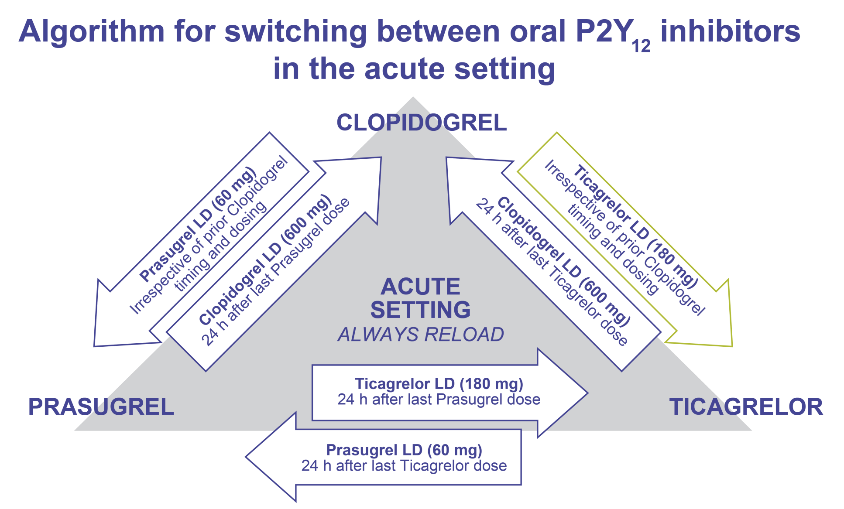 Algorithm for switching between oral P2Y12 inhibitors
in the acute setting
CLOPIDOGREL
Prasugrel LD (60 mg)
Irrespective of prior Clopidogrel
timing and dosing
Clopidogrel LD (600 mg)
24 h after last Prasugrel dose
Ticagrelor LD (180 mg)
Irrespective of prior Clopidogrel
timing and dosing
Clopidogrel LD (600 mg)
24 h after last Ticagrelor dose
ACUTE
SETTING
ALWAYS RELOAD
PRASUGREL
TICAGRELOR
Ticagrelor LD (180 mg)
24 h after last Prasugrel dose
Prasugrel LD (60 mg)
24 h after last Ticagrelor dose